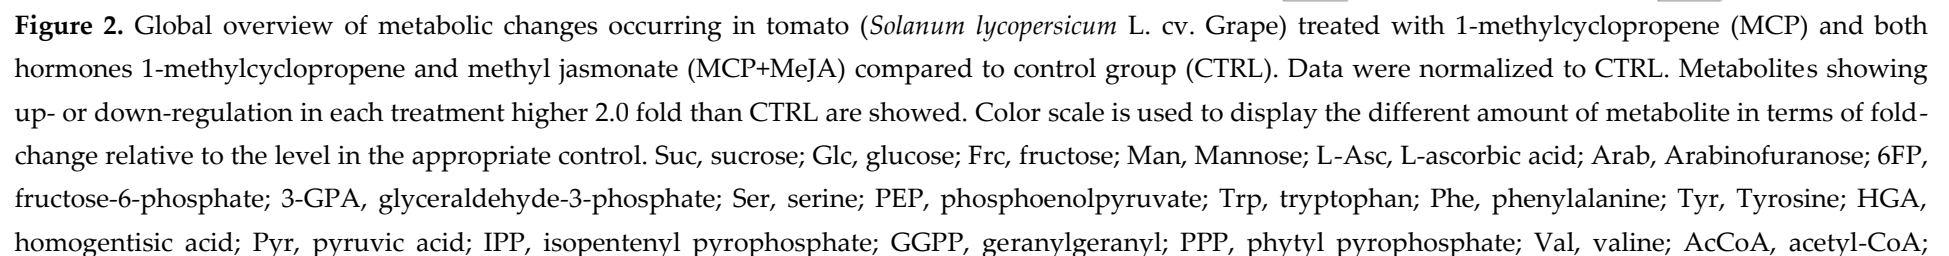 Figure 2. Global overview of metabolic changes occurring in tomato (Solanum lycopersicum L. cv. Grape) treated with 1-methylcyclopropene (MCP) and both
hormones 1-methylcyclopropene and methyl jasmonate (MCP+MeJA) compared to control group (CTRL). Data were normalized to CTRL. Metabolites showing
up- or down-regulation in each treatment higher 2.0 fold than CTRL are showed. Color scale is used to display the different amount of metabolite in terms of fold-
change relative to the level in the appropriate control. Suc, sucrose; Glc, glucose; Frc, fructose; Man, Mannose; L-Asc, L-ascorbic acid; Arab, Arabinofuranose; 6FP,
fructose-6-phosphate; 3-GPA, glyceraldehyde-3-phosphate; Ser, serine; PEP, phosphoenolpyruvate; Trp, tryptophan; Phe, phenylalanine; Tyr, Tyrosine; HGA,
homogentisic acid; Pyr, pyruvic acid; IPP, isopentenyl pyrophosphate; GGPP, geranylgeranyl; PPP, phytyl pyrophosphate; Val, valine; AcCoA, acetyl-CoA;